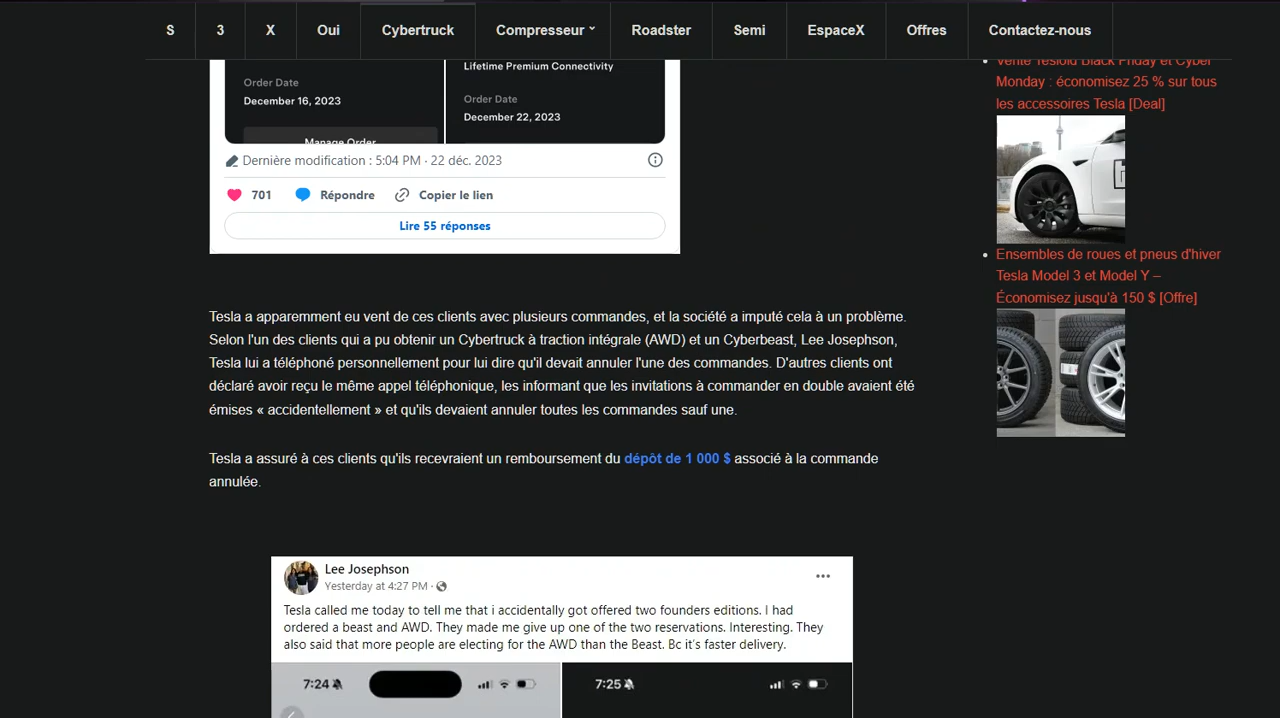 S 3 X Oui Cybertruck Compresseur Roadster Semi EspaceX Offres Contactez-nous
Lifetime Premium Connectivity
Order Date
December 16, 2023
Order Date
December 22, 2023
Manage Order
Dernière modification : 5:04 PM · 22 déc. 2023
701 Répondre Copier le lien
Lire 55 réponses
Tesla a apparemment eu vent de ces clients avec plusieurs commandes, et la société a imputé cela à un problème.
Selon l'un des clients qui a pu obtenir un Cybertruck à traction intégrale (AWD) et un Cyberbeast, Lee Josephson,
Tesla lui a téléphoné personnellement pour lui dire qu'il devait annuler l'une des commandes. D'autres clients ont
déclaré avoir reçu le même appel téléphonique, les informant que les invitations à commander en double avaient été
émises « accidentellement » et qu'ils devaient annuler toutes les commandes sauf une.
Tesla a assuré à ces clients qu'ils recevraient un remboursement du dépôt de 1 000 $ associé à la commande
annulée.
Lee Josephson
Yesterday at 4:27 PM ·
Tesla called me today to tell me that i accidentally got offered two founders editions. I had
ordered a beast and AWD. They made me give up one of the two reservations. Interesting. They
also said that more people are electing for the AWD than the Beast. Bc it's faster delivery.
7:24
7:25
Vente Tesloid Black Friday et Cyber
Monday : économisez 25 % sur tous
les accessoires Tesla [Deal]
Ensembles de roues et pneus d'hiver
Tesla Model 3 et Model Y –
Économisez jusqu'à 150 $ [Offre]